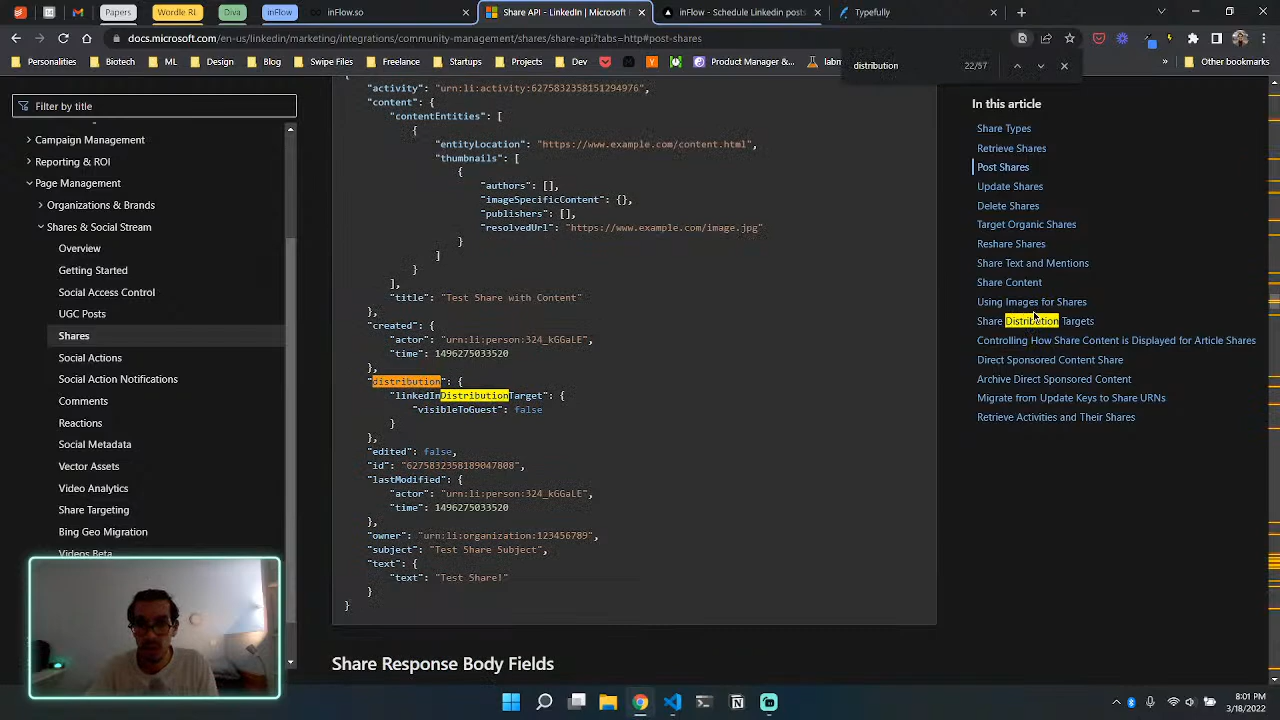 Papers
Wordle RL
Diva
inFlow
inFlow.so
Share API - LinkedIn | Microsoft
inFlow - Schedule Linkedin post
Typefully
docs.microsoft.com/en-us/linkedin/marketing/integrations/community-management/shares/share-api?tabs=http#post-shares
Personalities
Biotech
ML
Reading
Freelance
Startups
Projects
Dev
Product Manage...
Other bookmarks
distribution
22/57
Filter by title
Campaign Management
Reporting & ROI
Page Management
Organizations & Brands
Shares & Social Stream
Overview
Getting Started
Social Access Control
UGC Posts
Shares
Social Actions
Social Action Notifications
Comments
Reactions
Social Metadata
Vector Assets
Video Analytics
Share Targeting
Bing Geo Migration
Videos Beta
"activity": "urn:li:activity:6275832358151294976",
"content": {
"contentEntities": [
{
"entityLocation": "https://www.example.com/content.html",
"thumbnails": [
{
"authors": [],
"imageSpecificContent": {},
"publishers": [],
"resolvedUrl": "https://www.example.com/image.jpg"
}
]
}
],
"title": "Test Share with Content"
},
"created": {
"actor": "urn:li:person:324_kGGaLE",
"time": 1496275033520
},
"distribution": {
"linkedInDistributionTarget": {
"visibleToGuest": false
}
},
"edited": false,
"id": "6275832358189047808",
"lastModified": {
"actor": "urn:li:person:324_kGGaLE",
"time": 1496275033520
},
"owner": "urn:li:organization:123456789",
"subject": "Test Share Subject",
"text": {
"text": "Test Share!"
}
}
Share Response Body Fields
In this article
Share Types
Retrieve Shares
Post Shares
Update Shares
Delete Shares
Target Organic Shares
Reshare Shares
Share Text and Mentions
Share Content
Using Images for Shares
Share Distribution Targets
Controlling How Share Content is Displayed for Article Shares
Direct Sponsored Content Share
Archive Direct Sponsored Content
Migrate from Update Keys to Share URNs
Retrieve Activities and Their Shares
8:01 PM
3/18/2022